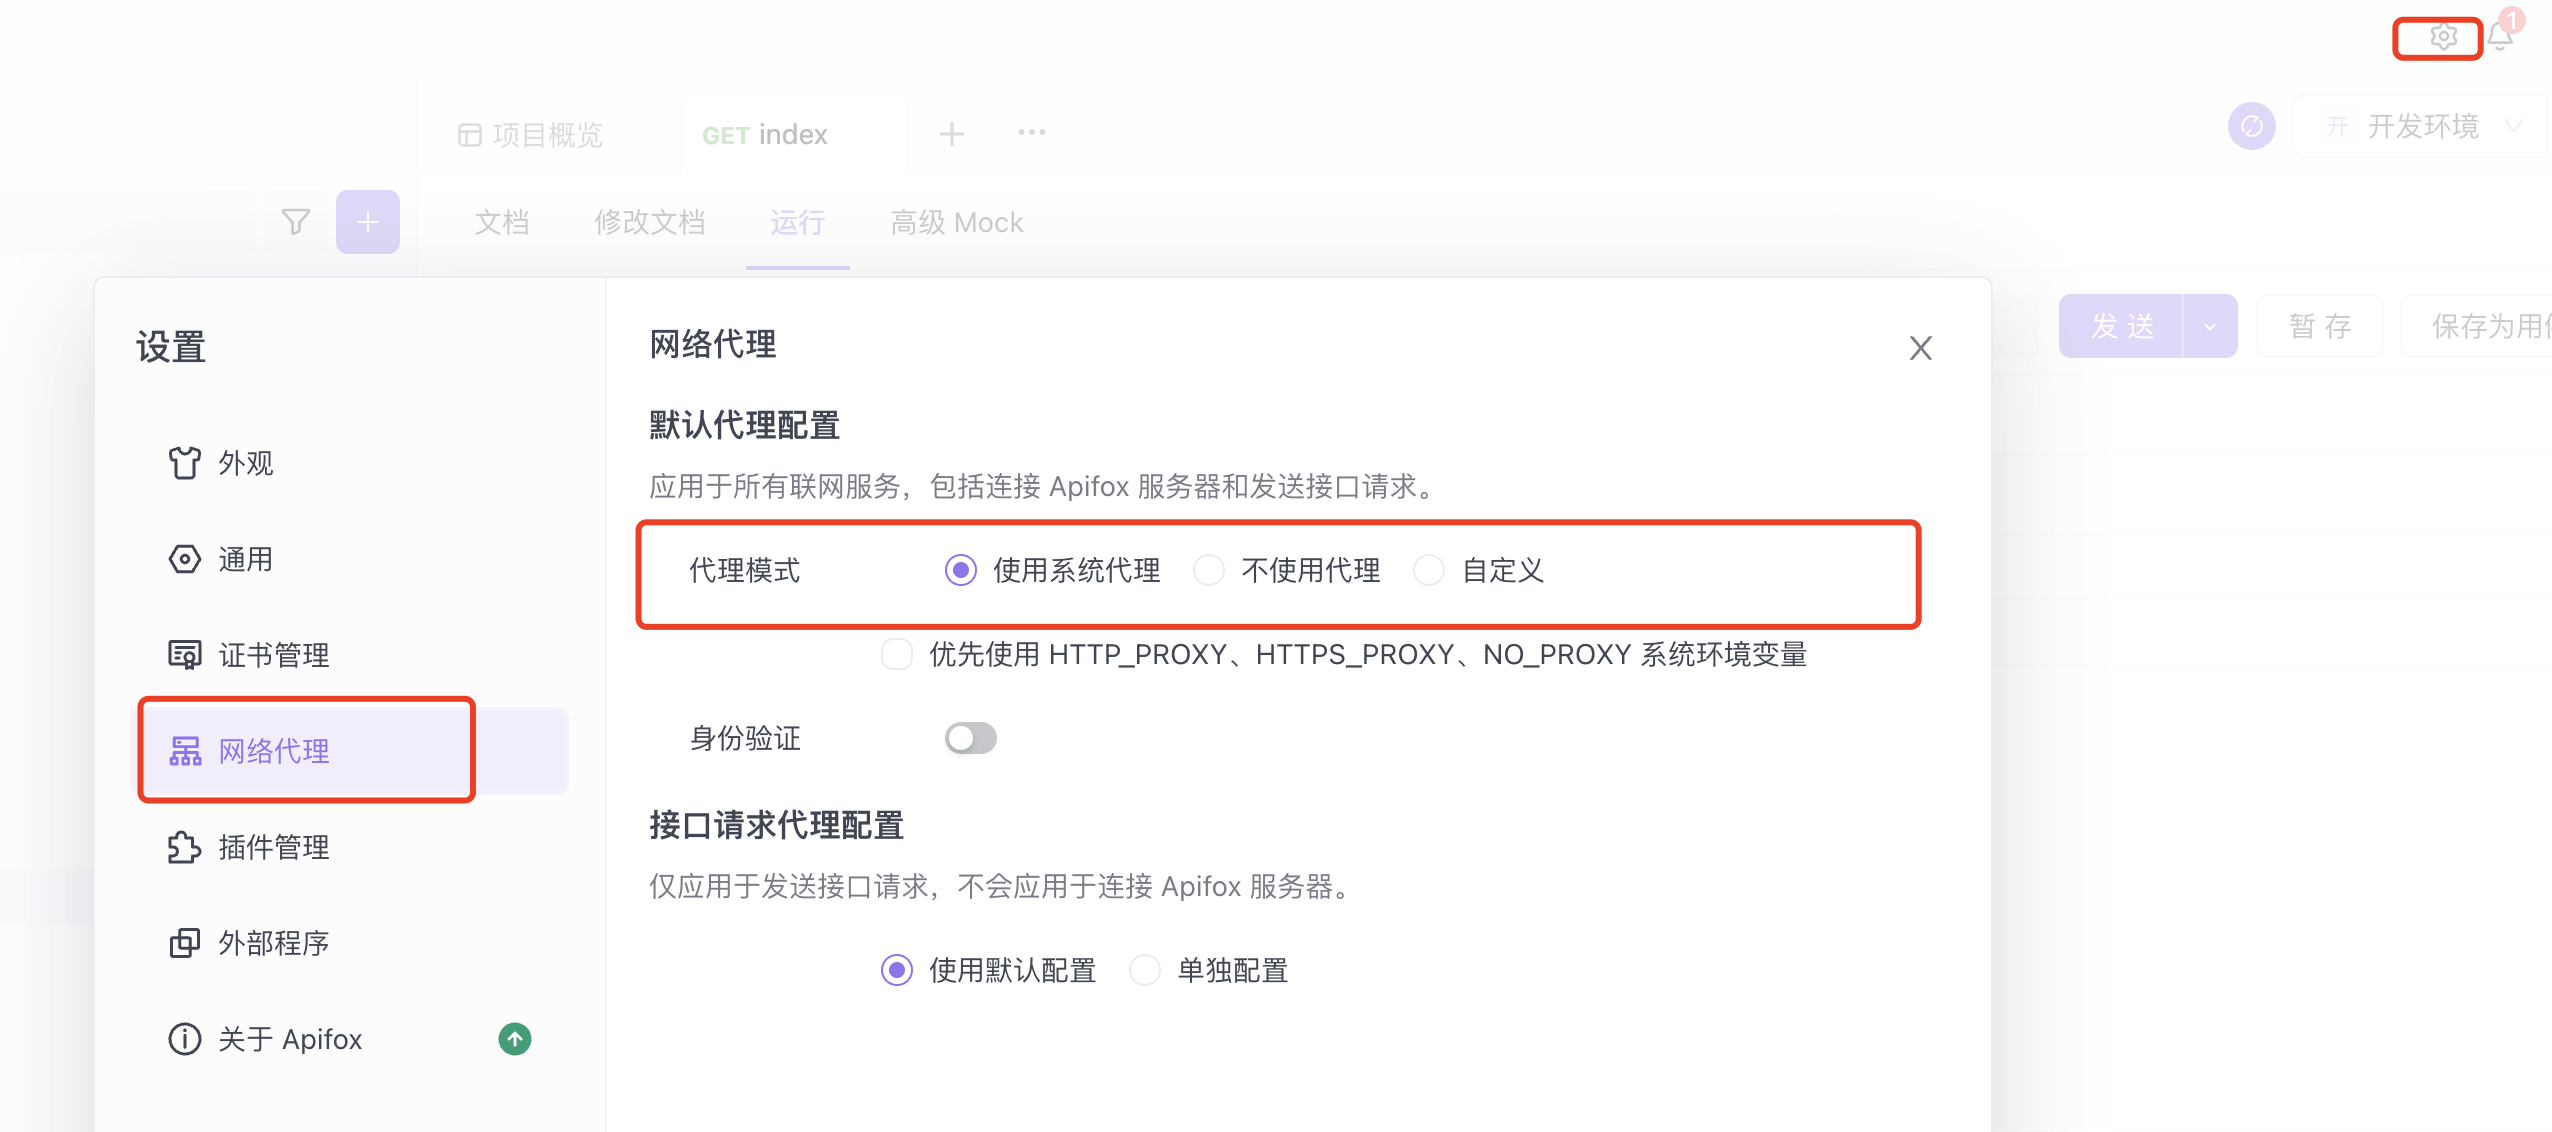 1
项目概览
GET index
开 开发环境
文档 修改文档 运行 高级 Mock
发送 暂存
设置
外观
通用
证书管理
网络代理
插件管理
外部程序
关于 Apifox
网络代理
默认代理配置
应用于所有联网服务，包括连接 Apifox 服务器和发送接口请求。
代理模式 使用系统代理 不使用代理 自定义
优先使用 HTTP_PROXY、HTTPS_PROXY、NO_PROXY 系统环境变量
身份验证
接口请求代理配置
仅应用于发送接口请求，不会应用于连接 Apifox 服务器。
使用默认配置 单独配置
保存为用